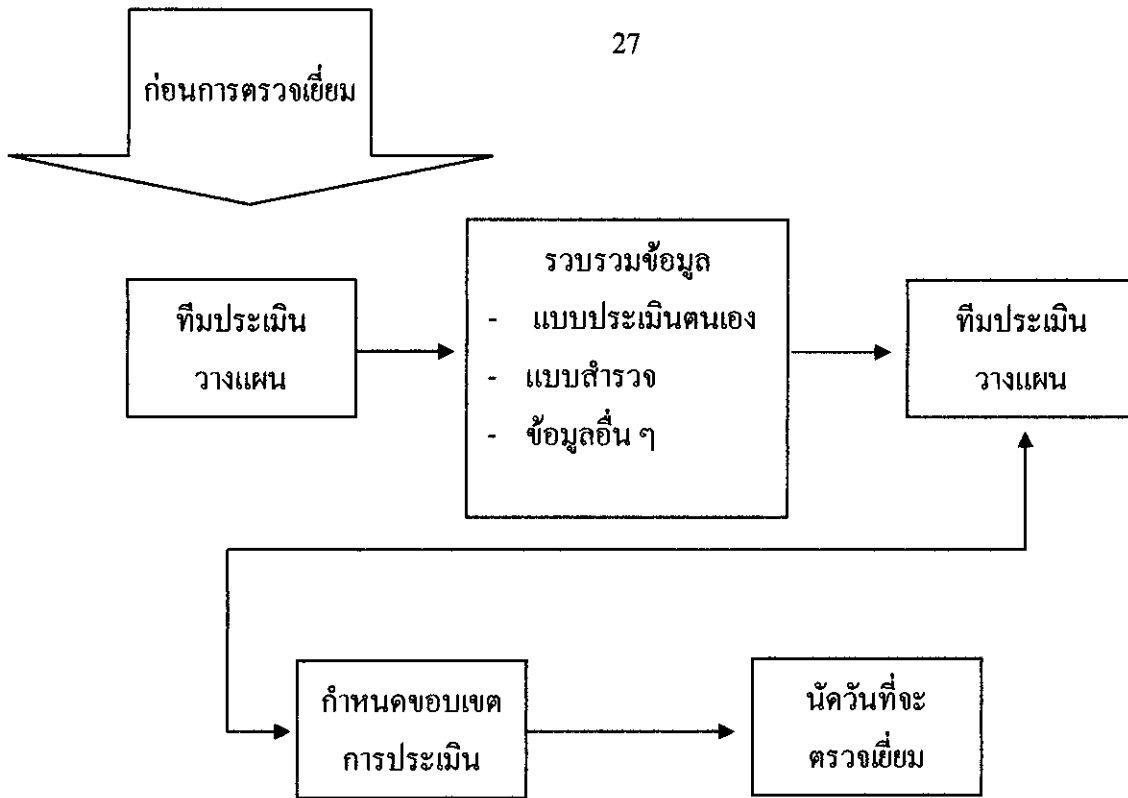 27
ก่อนการตรวจเยี่ยม
ทีมประเมิน
วางแผน
รวบรวมข้อมูล
- แบบประเมินตนเอง
- แบบสำรวจ
- ข้อมูลอื่น ๆ
ทีมประเมิน
วางแผน
กำหนดขอบเขต
การประเมิน
นัดวันที่จะ
ตรวจเยี่ยม